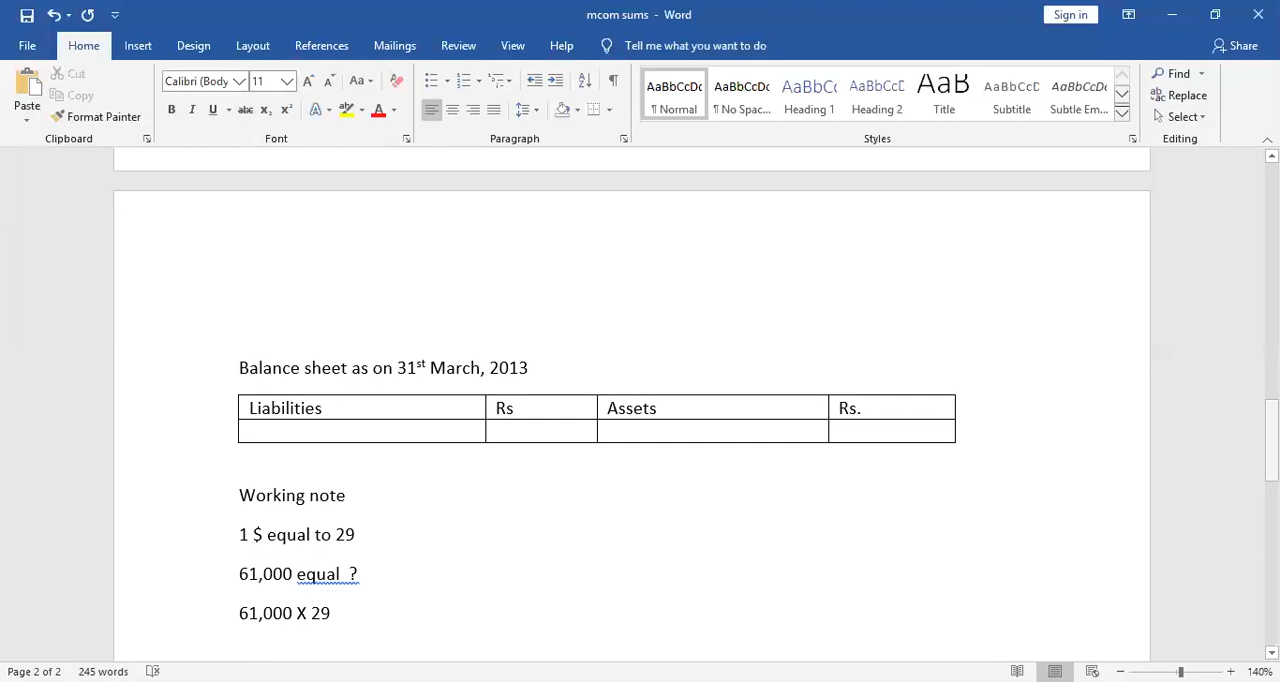 mcom sums - Word
Sign in
File Home Insert Design Layout References Mailings Review View Help Tell me what you want to do Share
Paste
Cut
Copy
Format Painter
Clipboard
Calibri (Body 11
Font
Paragraph
AaBbCcDc AaBbCcDc AaBbCc AaBbCcC AaB AaBbCcC AaBbCcDc
¶ Normal ¶ No Spac... Heading 1 Heading 2 Title Subtitle Subtle Em...
Styles
Find
Replace
Select
Editing
Balance sheet as on 31st March, 2013
Liabilities Rs Assets Rs.
Working note
1 $ equal to 29
61,000 equal ?
61,000 X 29
Page 2 of 2 245 words 140%